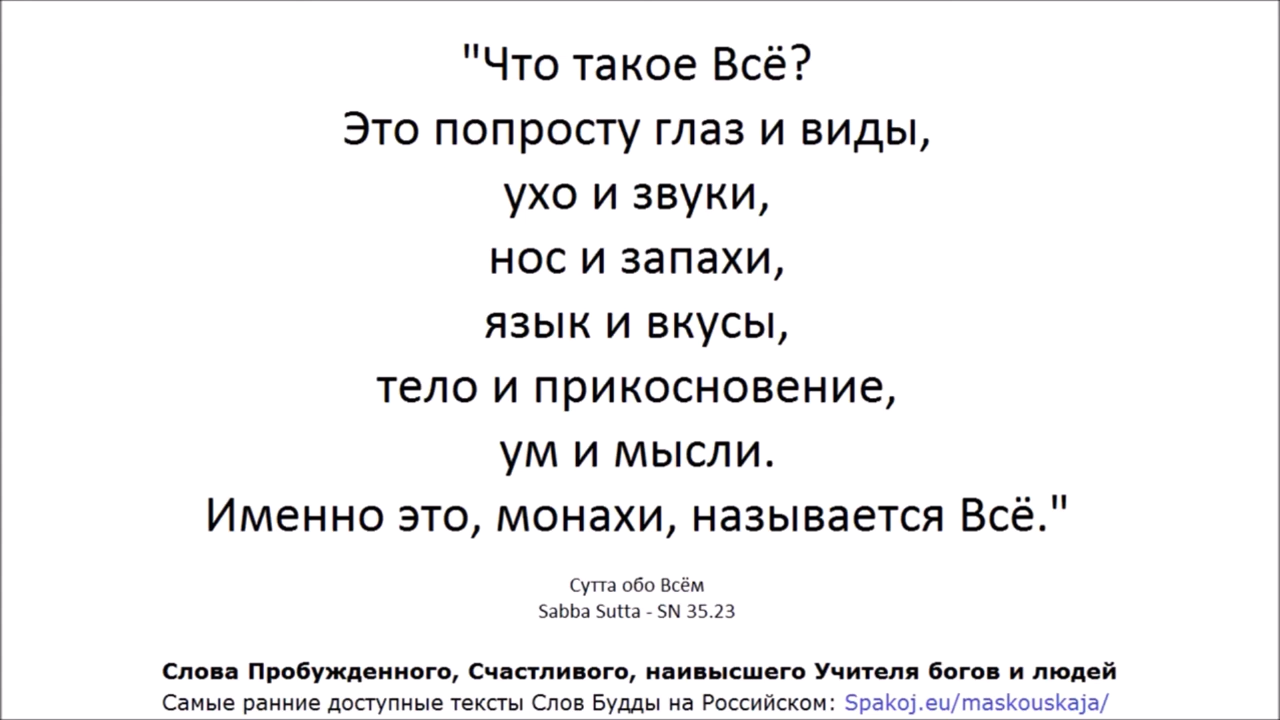 "Что такое Всё?
Это попросту глаз и виды,
ухо и звуки,
нос и запахи,
язык и вкусы,
тело и прикосновение,
ум и мысли.
Именно это, монахи, называется Всё."
Сутта обо Всём
Sabba Sutta - SN 35.23
Слова Пробужденного, Счастливого, наивысшего Учителя богов и людей
Самые ранние доступные тексты Слов Будды на Российском: Spakoj.eu/maskouskaja/